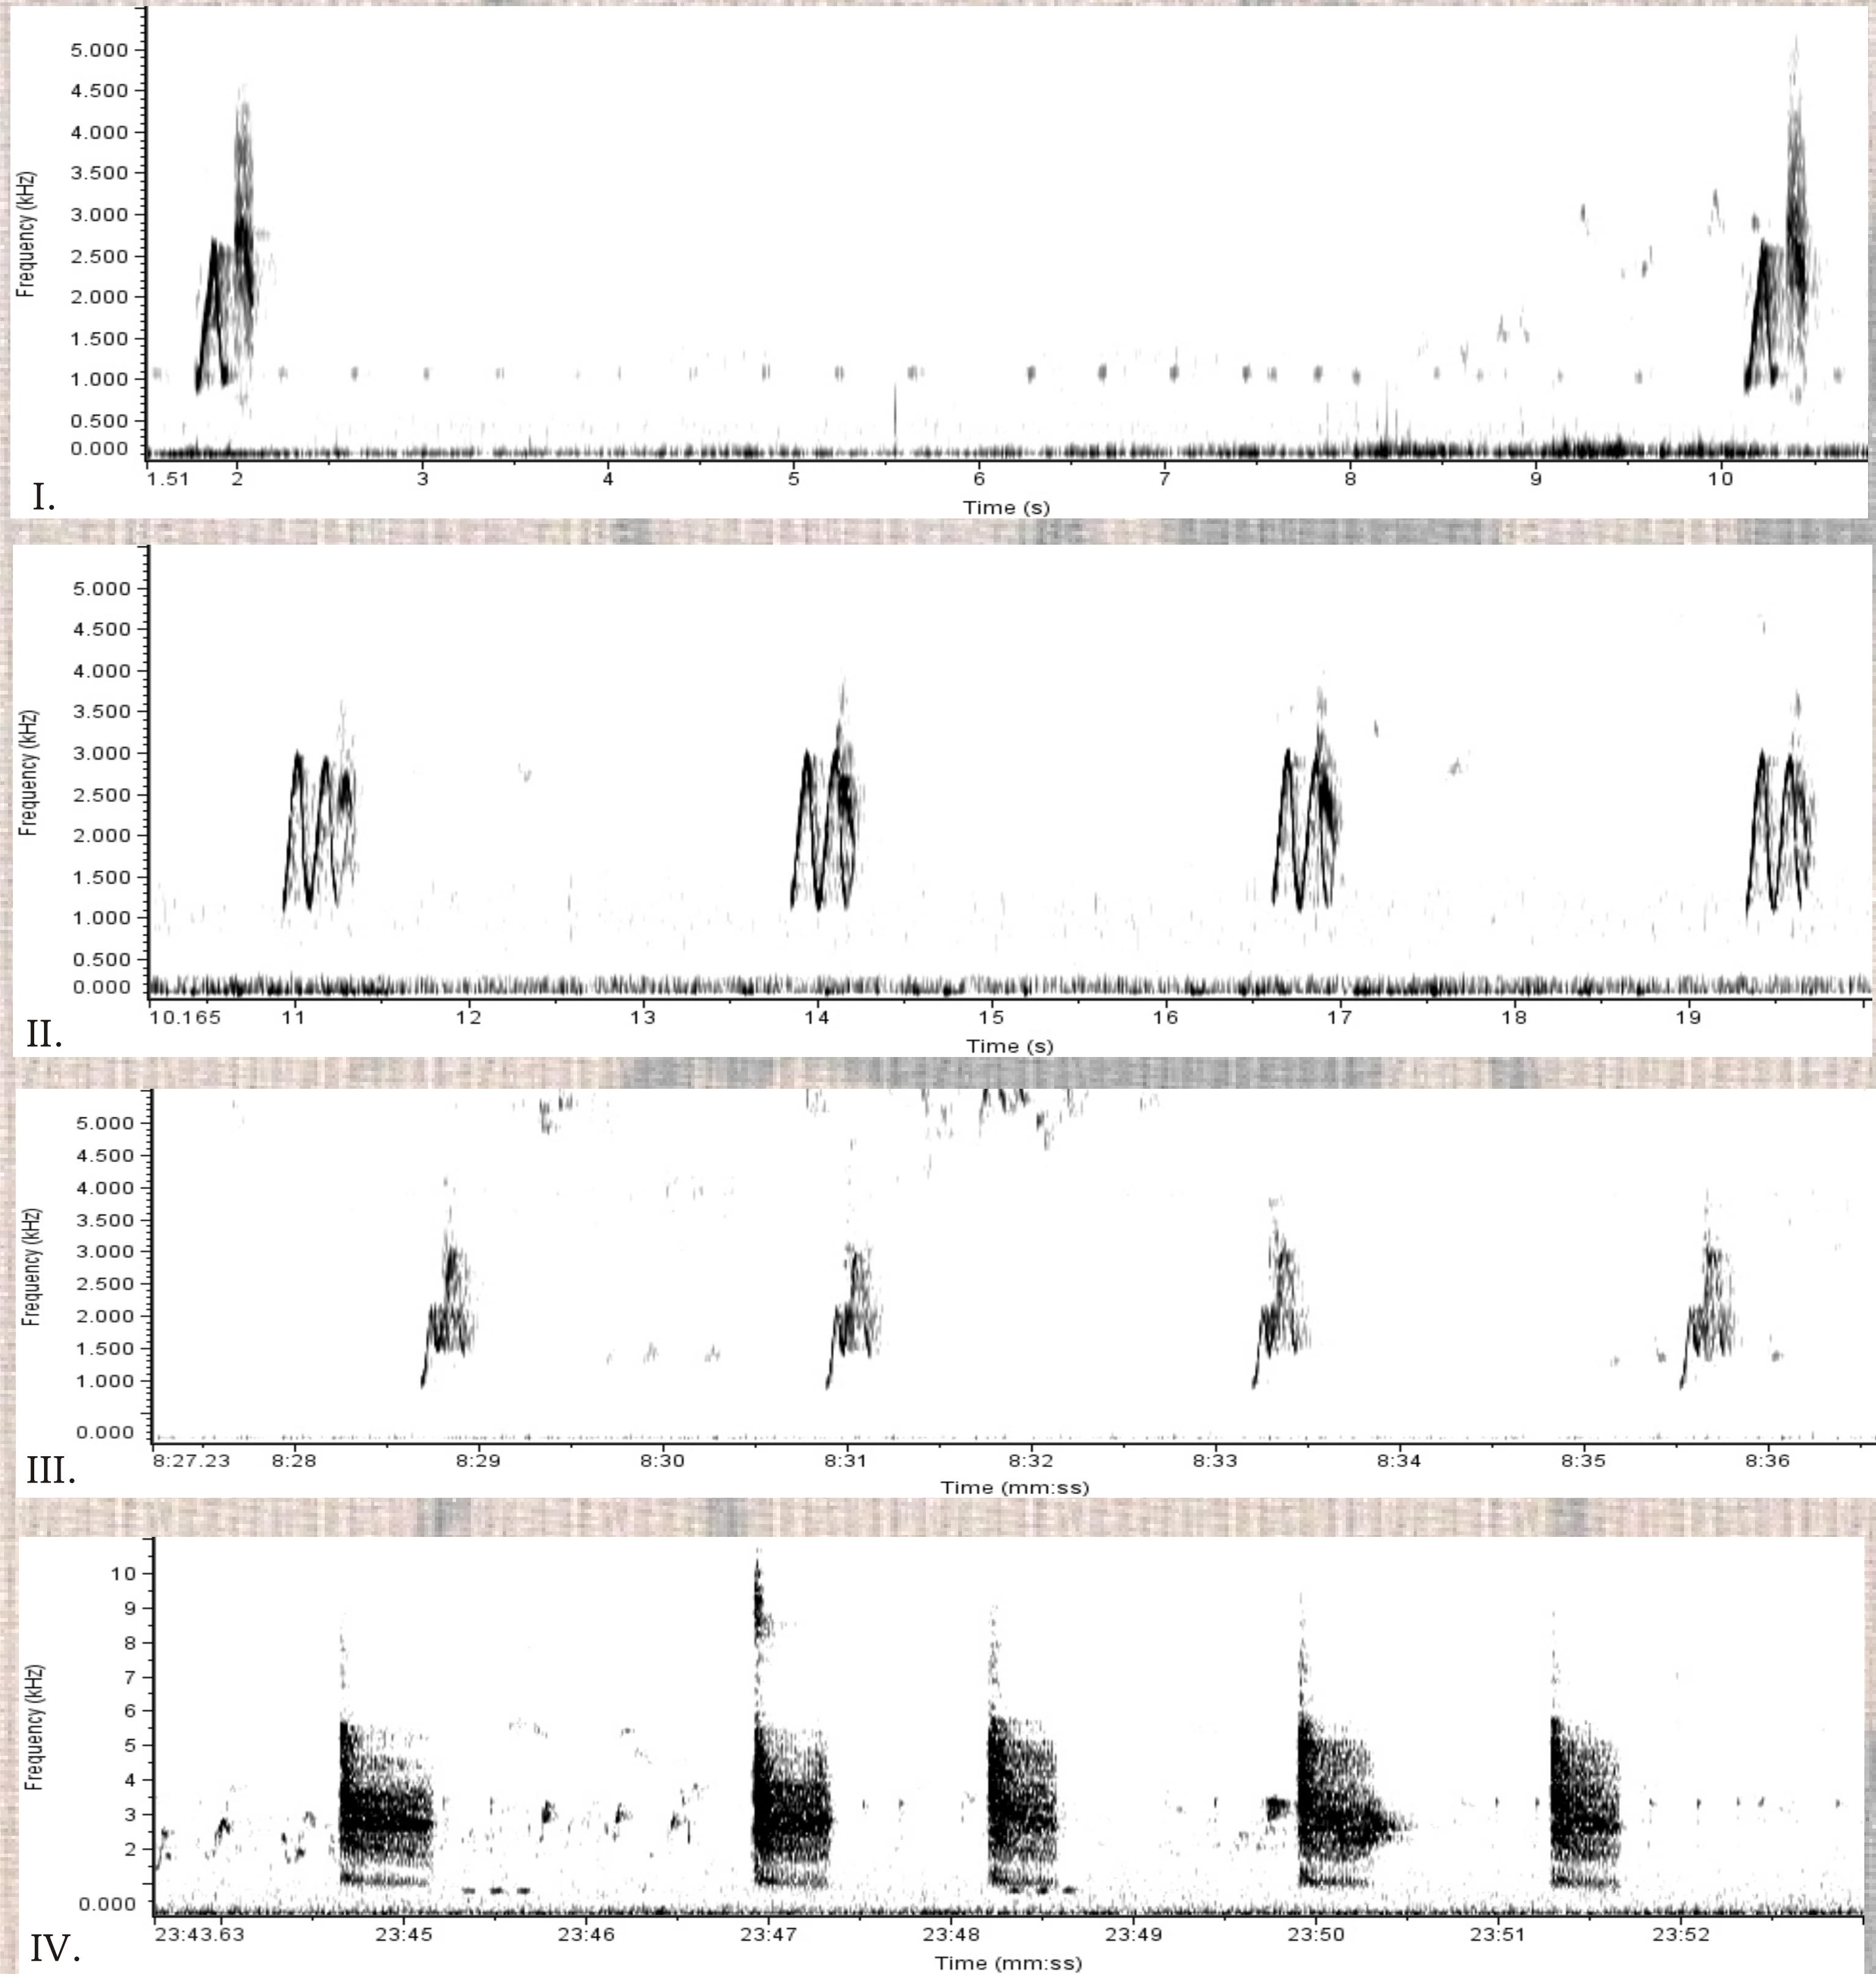 Frequency (kHz)
5.000
4.500
4.000
3.500
3.000
2.500
2.000
1.500
1.000
0.500
0.000
1.51 2 3 4 5 6 7 8 9 10
Time (s)
I.
Frequency (kHz)
5.000
4.500
4.000
3.500
3.000
2.500
2.000
1.500
1.000
0.500
0.000
10.165 11 12 13 14 15 16 17 18 19
Time (s)
II.
Frequency (kHz)
5.000
4.500
4.000
3.500
3.000
2.500
2.000
1.500
1.000
0.000
8:27.23 8:28 8:29 8:30 8:31 8:32 8:33 8:34 8:35 8:36
Time (mm:ss)
III.
Frequency (kHz)
10
9
8
7
6
5
4
3
2
0.000
23:43.63 23:45 23:46 23:47 23:48 23:49 23:50 23:51 23:52
Time (mm:ss)
IV.